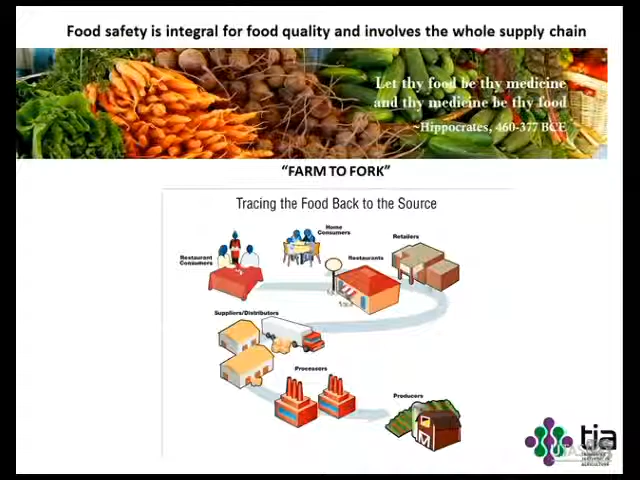 Food safety is integral for food quality and involves the whole supply chain
Let thy food be thy medicine
and thy medicine be thy food
~Hippocrates, 460-377 BCE
"FARM TO FORK"
Tracing the Food Back to the Source
Home
Consumers
Retailers
Restaurant
Consumers
Restaurants
Suppliers/Distributors
Processors
Producers
tia